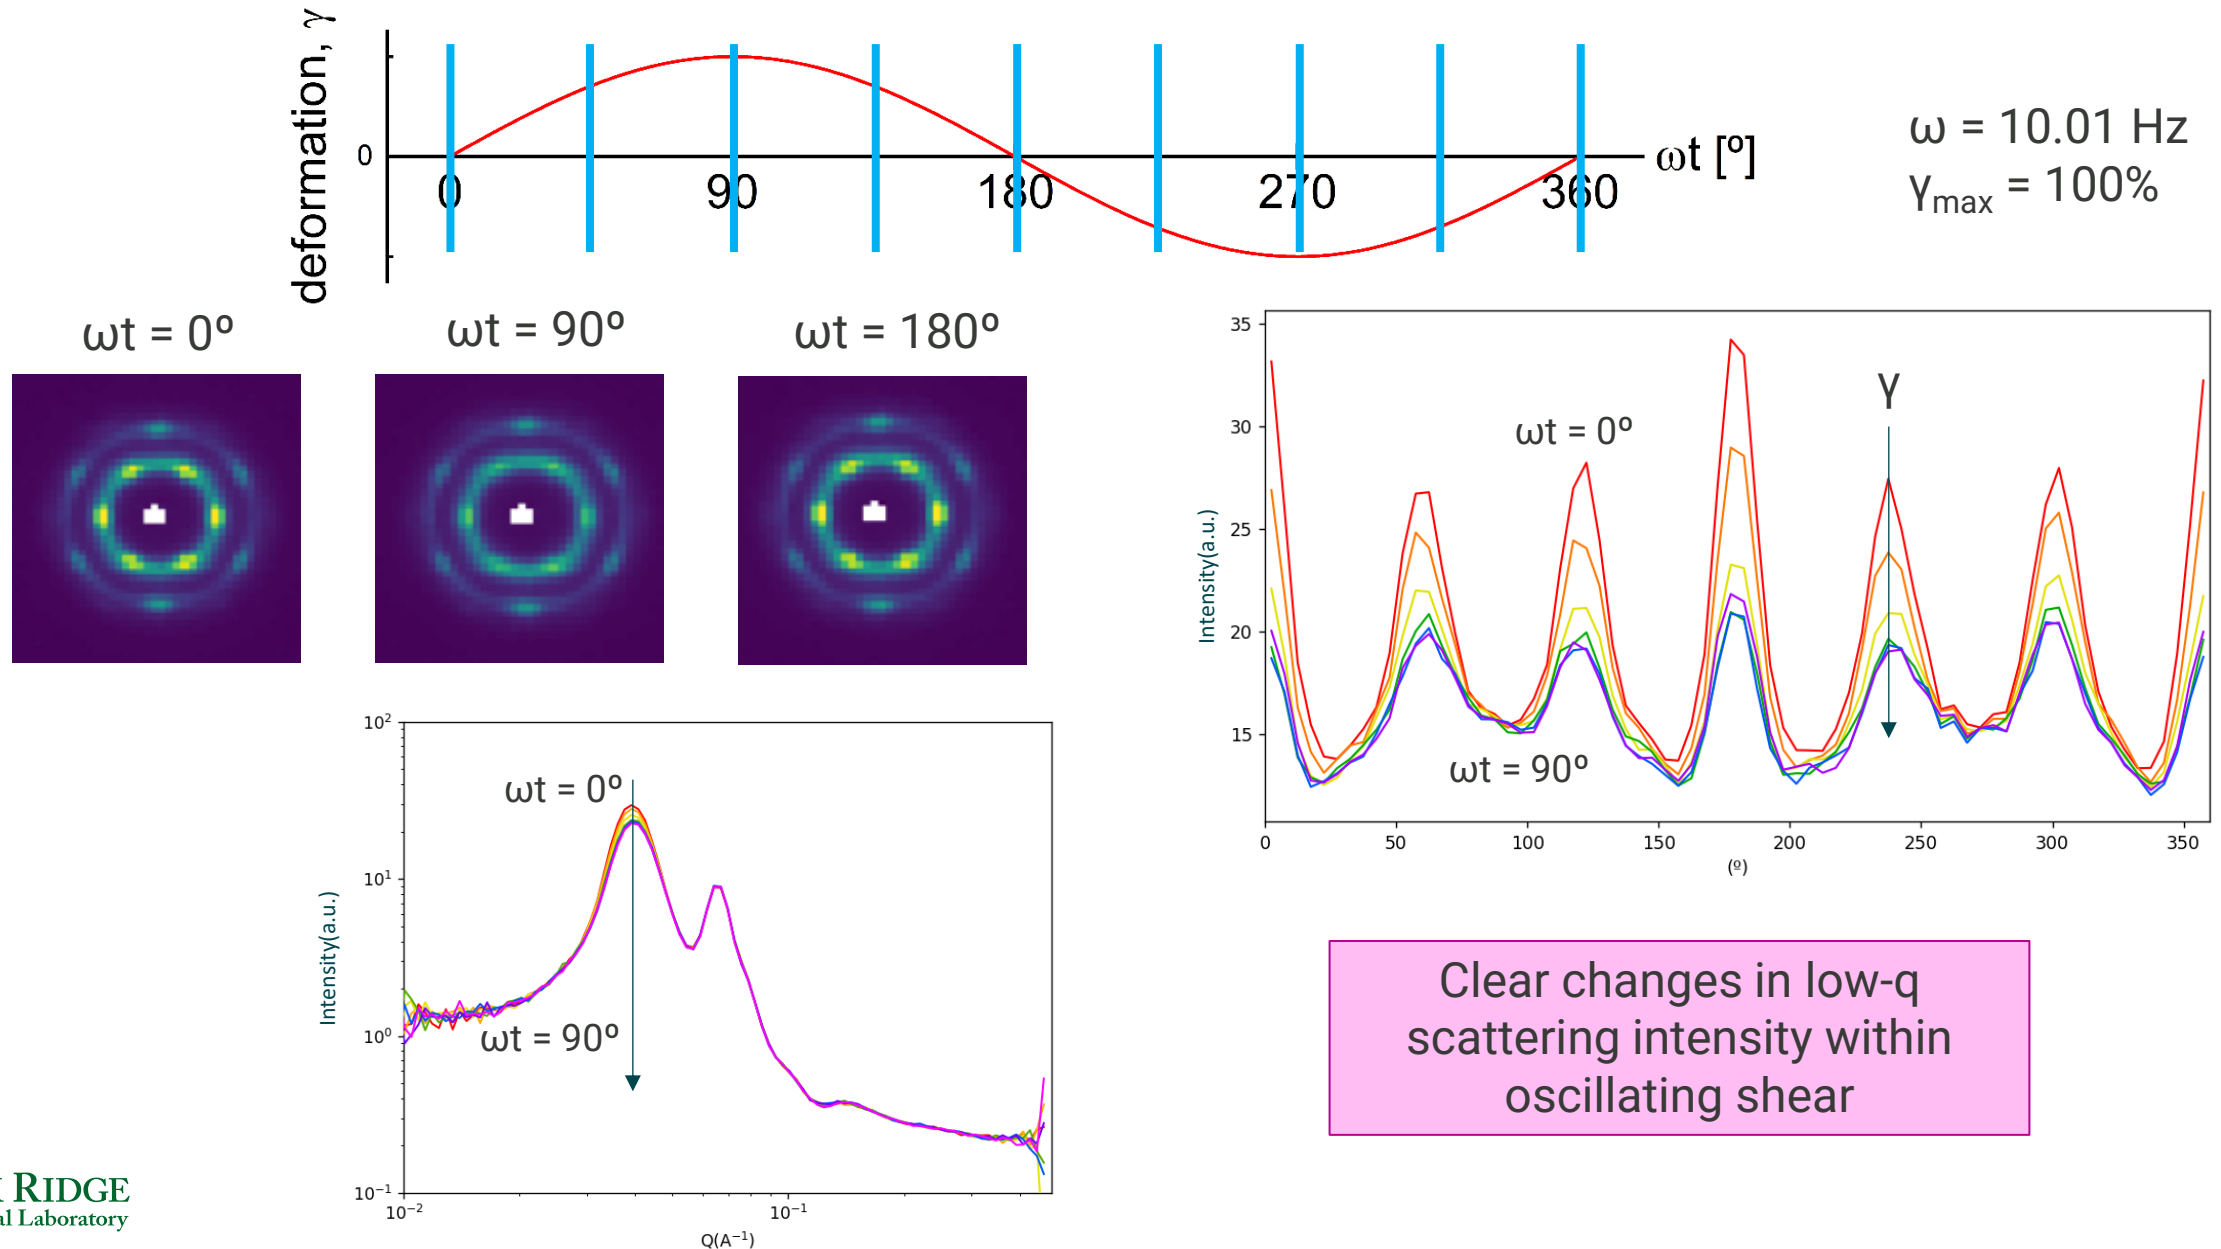 deformation, γ
0
0
90
180
270
360
ωt [º]
ω = 10.01 Hz
γmax = 100%
ωt = 0º
ωt = 90º
ωt = 180º
35
30
25
20
15
Intensity(a.u.)
ωt = 0º
γ
ωt = 90º
0
50
100
150
200
250
300
350
(º)
10²
10¹
10⁰
10⁻¹
Intensity(a.u.)
ωt = 0º
ωt = 90º
10⁻²
10⁻¹
Q(A⁻¹)
Clear changes in low-q
scattering intensity within
oscillating shear
RIDGE
Laboratory